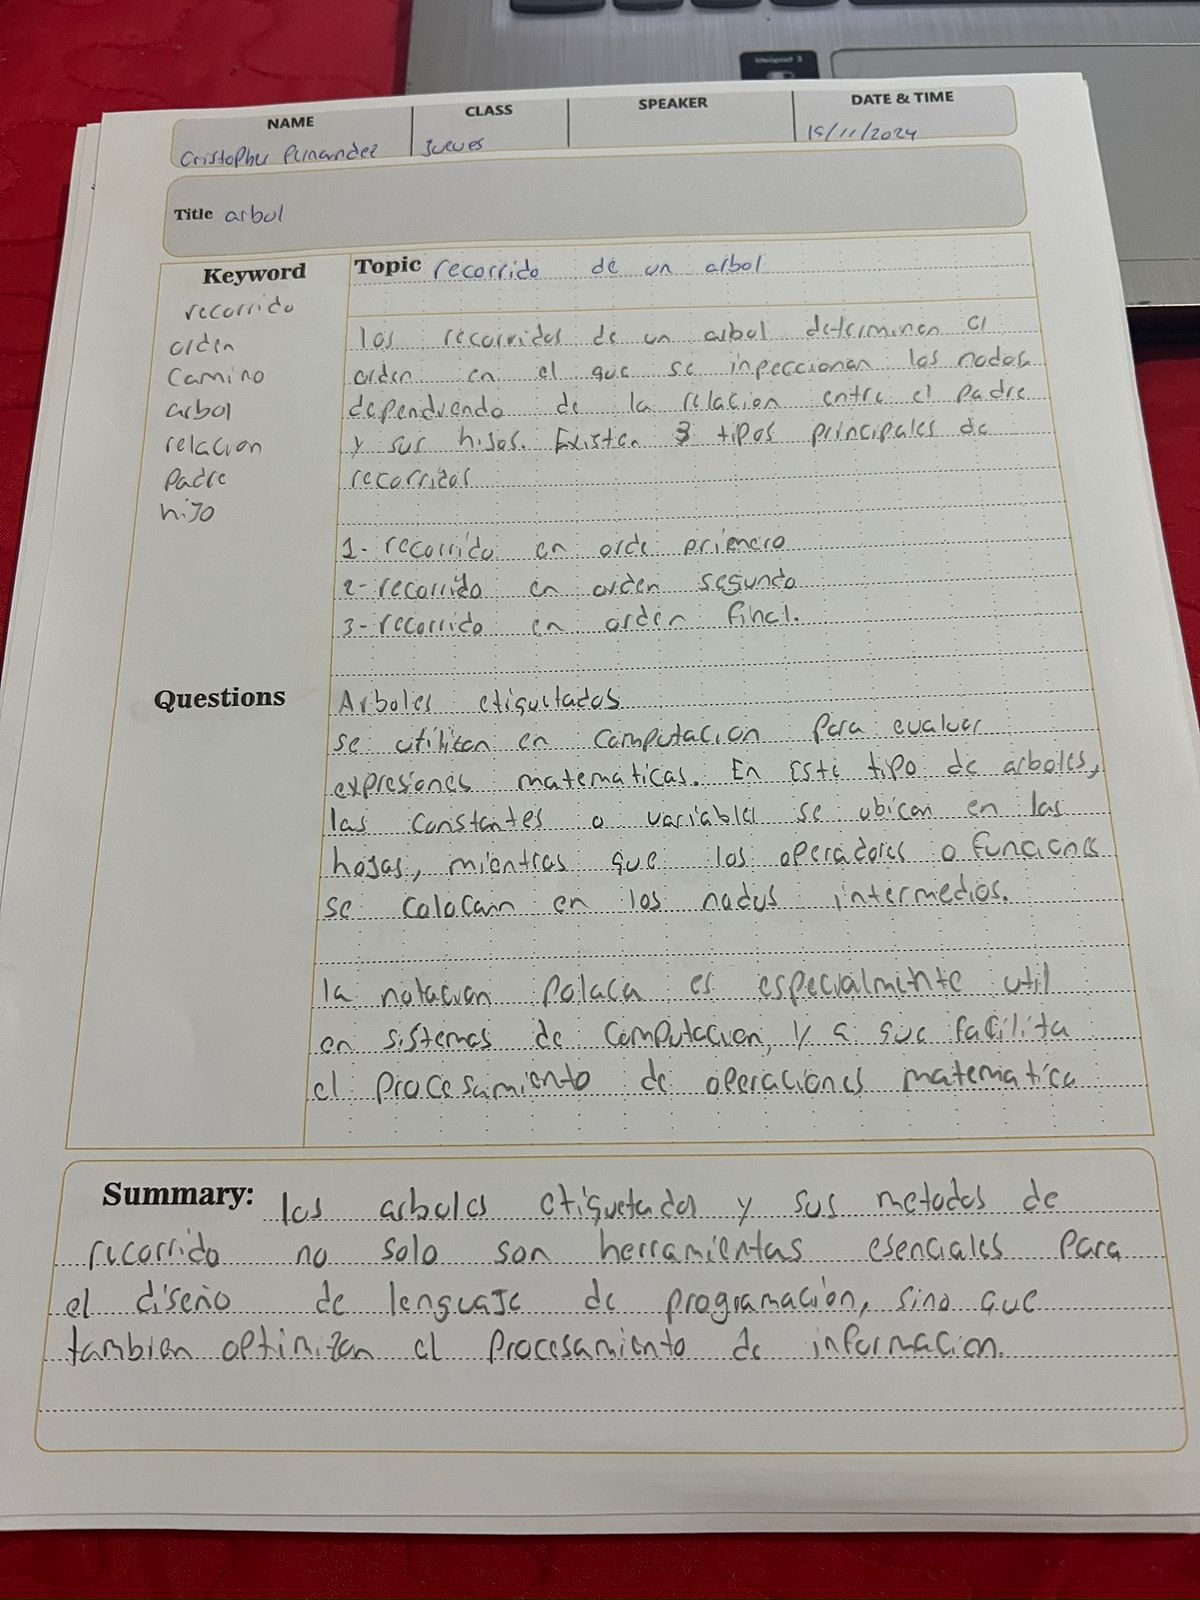 ideapad 3
NAME CLASS SPEAKER DATE & TIME
Cristopher Jueves 15/11/2024
Title arbol
Keyword
recorrido
orden
Camino
arbol
relacion
Padre
hijo
Topic recorrido de un arbol
los recorridos de un arbol determinan el
orden en el que se inpeccionan los nodos
dependiendo de la relacion entre el Padre
y sus hijos. Existen 3 tipos principales de
recorridos
1- recorrido en orde priemero
2- recorrido en orden segundo
3- recorrido en orden final.
Questions
Arboles etiquetados
se utilizan en computacion para evaluar
expresiones matematicas. En Este tipo de arboles,
las constantes o variables se ubican en las
hojas, mientras que los operadores o funciones
se colocan en los nodos intermedios.
la notacion Polaca es especialmente util
en sistemas de computacion, ya que facilita
el procesamiento de operaciones matematica
Summary: los arboles etiquetados y sus metodos de
recorrido no solo son herramientas esenciales para
el diseño de lenguaje de programación, sino que
tambien optimizan el Procesamiento de informacion.